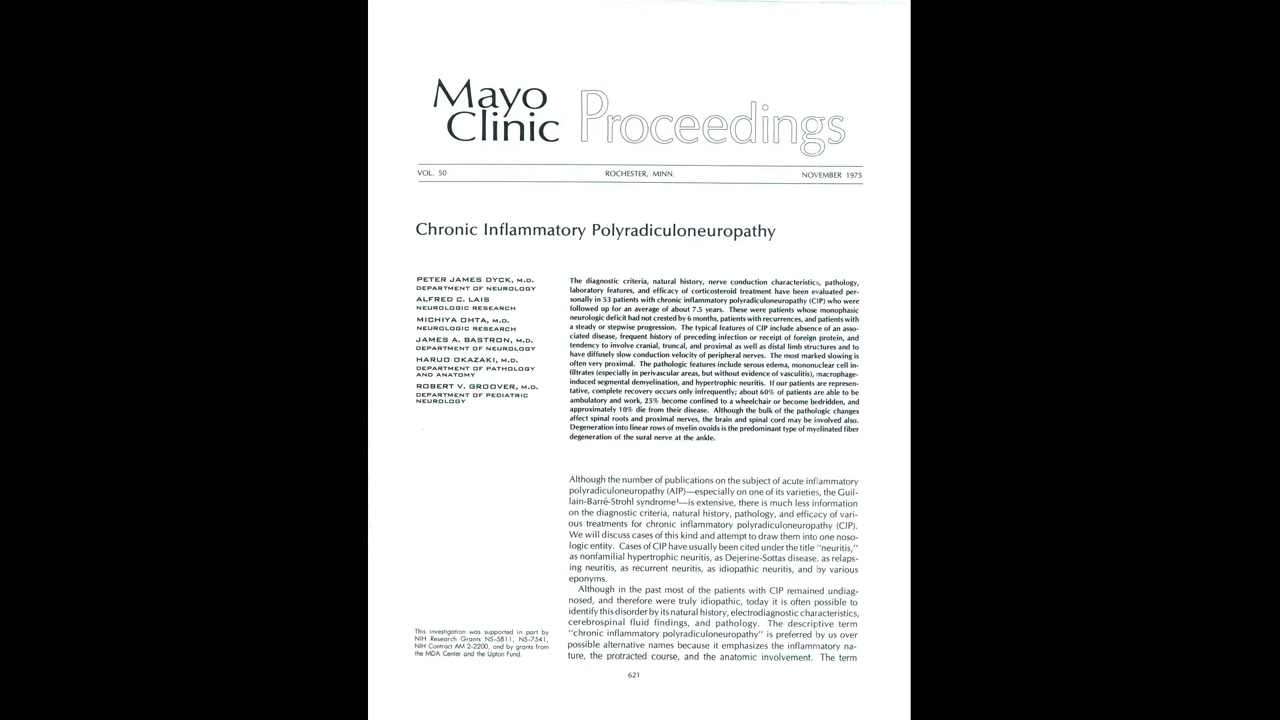 Mayo
Clinic
Proceedings
VOL. 50 ROCHESTER, MINN. NOVEMBER 1975
Chronic Inflammatory Polyradiculoneuropathy
PETER JAMES DYCK, M.D.
DEPARTMENT OF NEUROLOGY
ALFRED C. LAIS
NEUROLOGIC RESEARCH
MICHIYA OHTA, M.D.
NEUROLOGIC RESEARCH
JAMES A. BASTRON, M.D.
DEPARTMENT OF NEUROLOGY
HARUO OKAZAKI, M.D.
DEPARTMENT OF PATHOLOGY
AND ANATOMY
ROBERT V. GROOVER, M.D.
DEPARTMENT OF PEDIATRIC
NEUROLOGY
The diagnostic criteria, natural history, nerve conduction characteristics, pathology,
laboratory features, and efficacy of corticosteroid treatment have been evaluated per-
sonally in 53 patients with chronic inflammatory polyradiculoneuropathy (CIP) who were
followed up for an average of about 7.5 years. These were patients whose monophasic
neurologic deficit had not crested by 6 months, patients with recurrences, and patients with
a steady or stepwise progression. The typical features of CIP include absence of an asso-
ciated disease, frequent history of preceding infection or receipt of foreign protein, and
tendency to involve cranial, truncal, and proximal as well as distal limb structures and to
have diffusely slow conduction velocity of peripheral nerves. The most marked slowing is
often very proximal. The pathologic features include serous edema, mononuclear cell in-
filtrates (especially in perivascular areas, but without evidence of vasculitis), macrophage-
induced segmental demyelination, and hypertrophic neuritis. If our patients are represen-
tative, complete recovery occurs only infrequently; about 60% of patients are able to be
ambulatory and work, 25% become confined to a wheelchair or become bedridden, and
approximately 10% die from their disease. Although the bulk of the pathologic changes
affect spinal roots and proximal nerves, the brain and spinal cord may be involved also.
Degeneration into linear rows of myelin ovoids is the predominant type of myelinated fiber
degeneration of the sural nerve at the ankle.
Although the number of publications on the subject of acute inflammatory
polyradiculoneuropathy (AIP)—especially on one of its varieties, the Guil-
lain-Barré-Strohl syndrome¹—is extensive, there is much less information
on the diagnostic criteria, natural history, pathology, and efficacy of vari-
ous treatments for chronic inflammatory polyradiculoneuropathy (CIP).
We will discuss cases of this kind and attempt to draw them into one noso-
logic entity. Cases of CIP have usually been cited under the title "neuritis,"
as nonfamilial hypertrophic neuritis, as Dejerine-Sottas disease, as relaps-
ing neuritis, as recurrent neuritis, as idiopathic neuritis, and by various
eponyms.
Although in the past most of the patients with CIP remained undiag-
nosed, and therefore were truly idiopathic, today it is often possible to
identify this disorder by its natural history, electrodiagnostic characteristics,
cerebrospinal fluid findings, and pathology. The descriptive term
"chronic inflammatory polyradiculoneuropathy" is preferred by us over
possible alternative names because it emphasizes the inflammatory na-
ture, the protracted course, and the anatomic involvement. The term
This investigation was supported in part by
NIH Research Grants NS-5811, NS-7541,
NIH Contract AM 2-2200, and by grants from
the MDA Center and the Upton Fund.
621